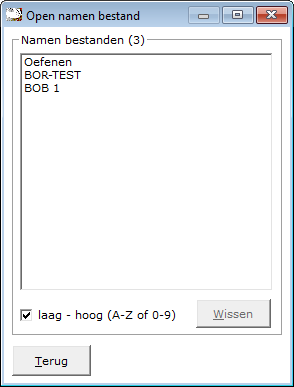 Open namen bestand
Namen bestanden (3)
Oefenen
BOR-TEST
BOB 1
laag - hoog (A-Z of 0-9)
Wissen
Terug